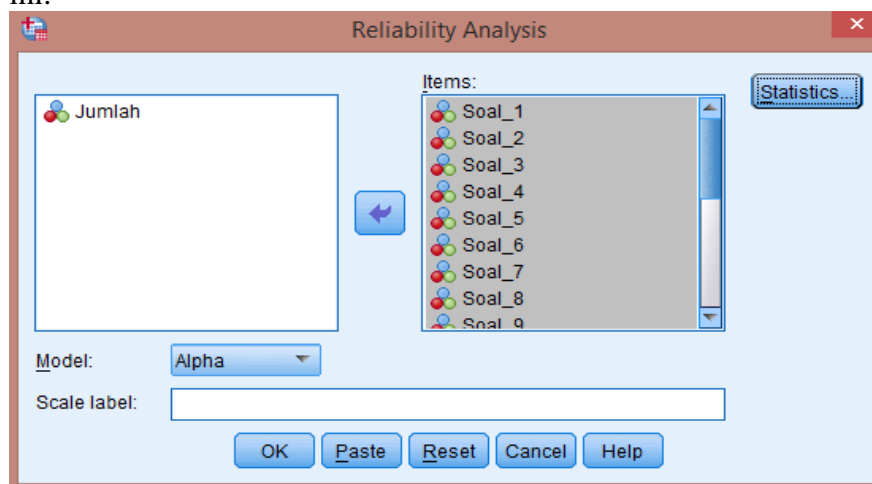 Reliability Analysis
Items:
Statistics...
Jumlah
Soal_1
Soal_2
Soal_3
Soal_4
Soal_5
Soal_6
Soal_7
Soal_8
Soal_9
Model:
Alpha
Scale label:
OK Paste Reset Cancel Help